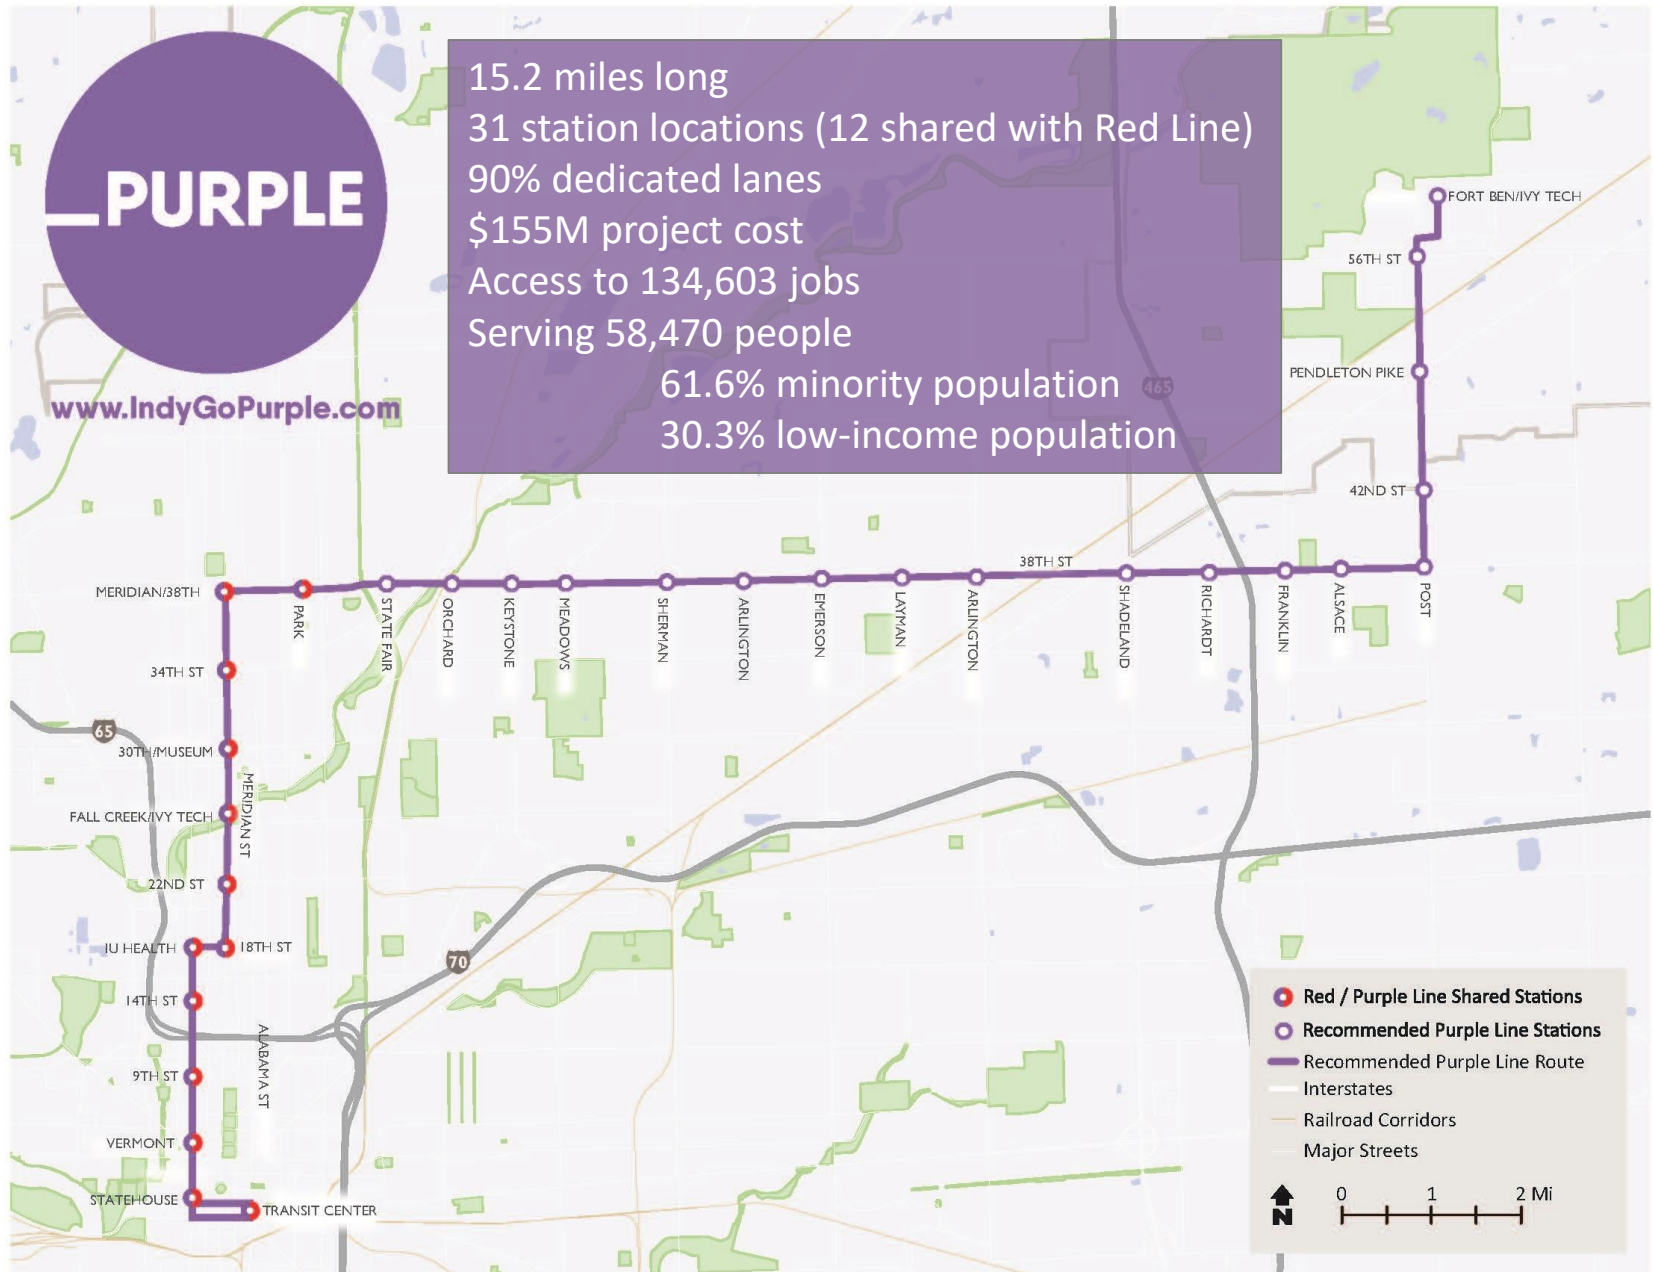 _PURPLE
www.IndyGoPurple.com
15.2 miles long
31 station locations (12 shared with Red Line)
90% dedicated lanes
$155M project cost
Access to 134,603 jobs
Serving 58,470 people
61.6% minority population
30.3% low-income population
465
FORT BEN/IVY TECH
56TH ST
PENDLETON PIKE
42ND ST
38TH ST
MERIDIAN/38TH
PARK
STATE FAIR
ORCHARD
KEYSTONE
MEADOWS
SHERMAN
ARLINGTON
EMERSON
LAYMAN
ARLINGTON
SHADELAND
RICHARDT
FRANKLIN
ALSACE
POST
34TH ST
65
30TH/MUSEUM
MERIDIAN ST
FALL CREEK/IVY TECH
22ND ST
IU HEALTH
18TH ST
70
14TH ST
ALABAMA ST
9TH ST
VERMONT
STATEHOUSE
TRANSIT CENTER
Red / Purple Line Shared Stations
Recommended Purple Line Stations
Recommended Purple Line Route
Interstates
Railroad Corridors
Major Streets
N
0 1 2 Mi